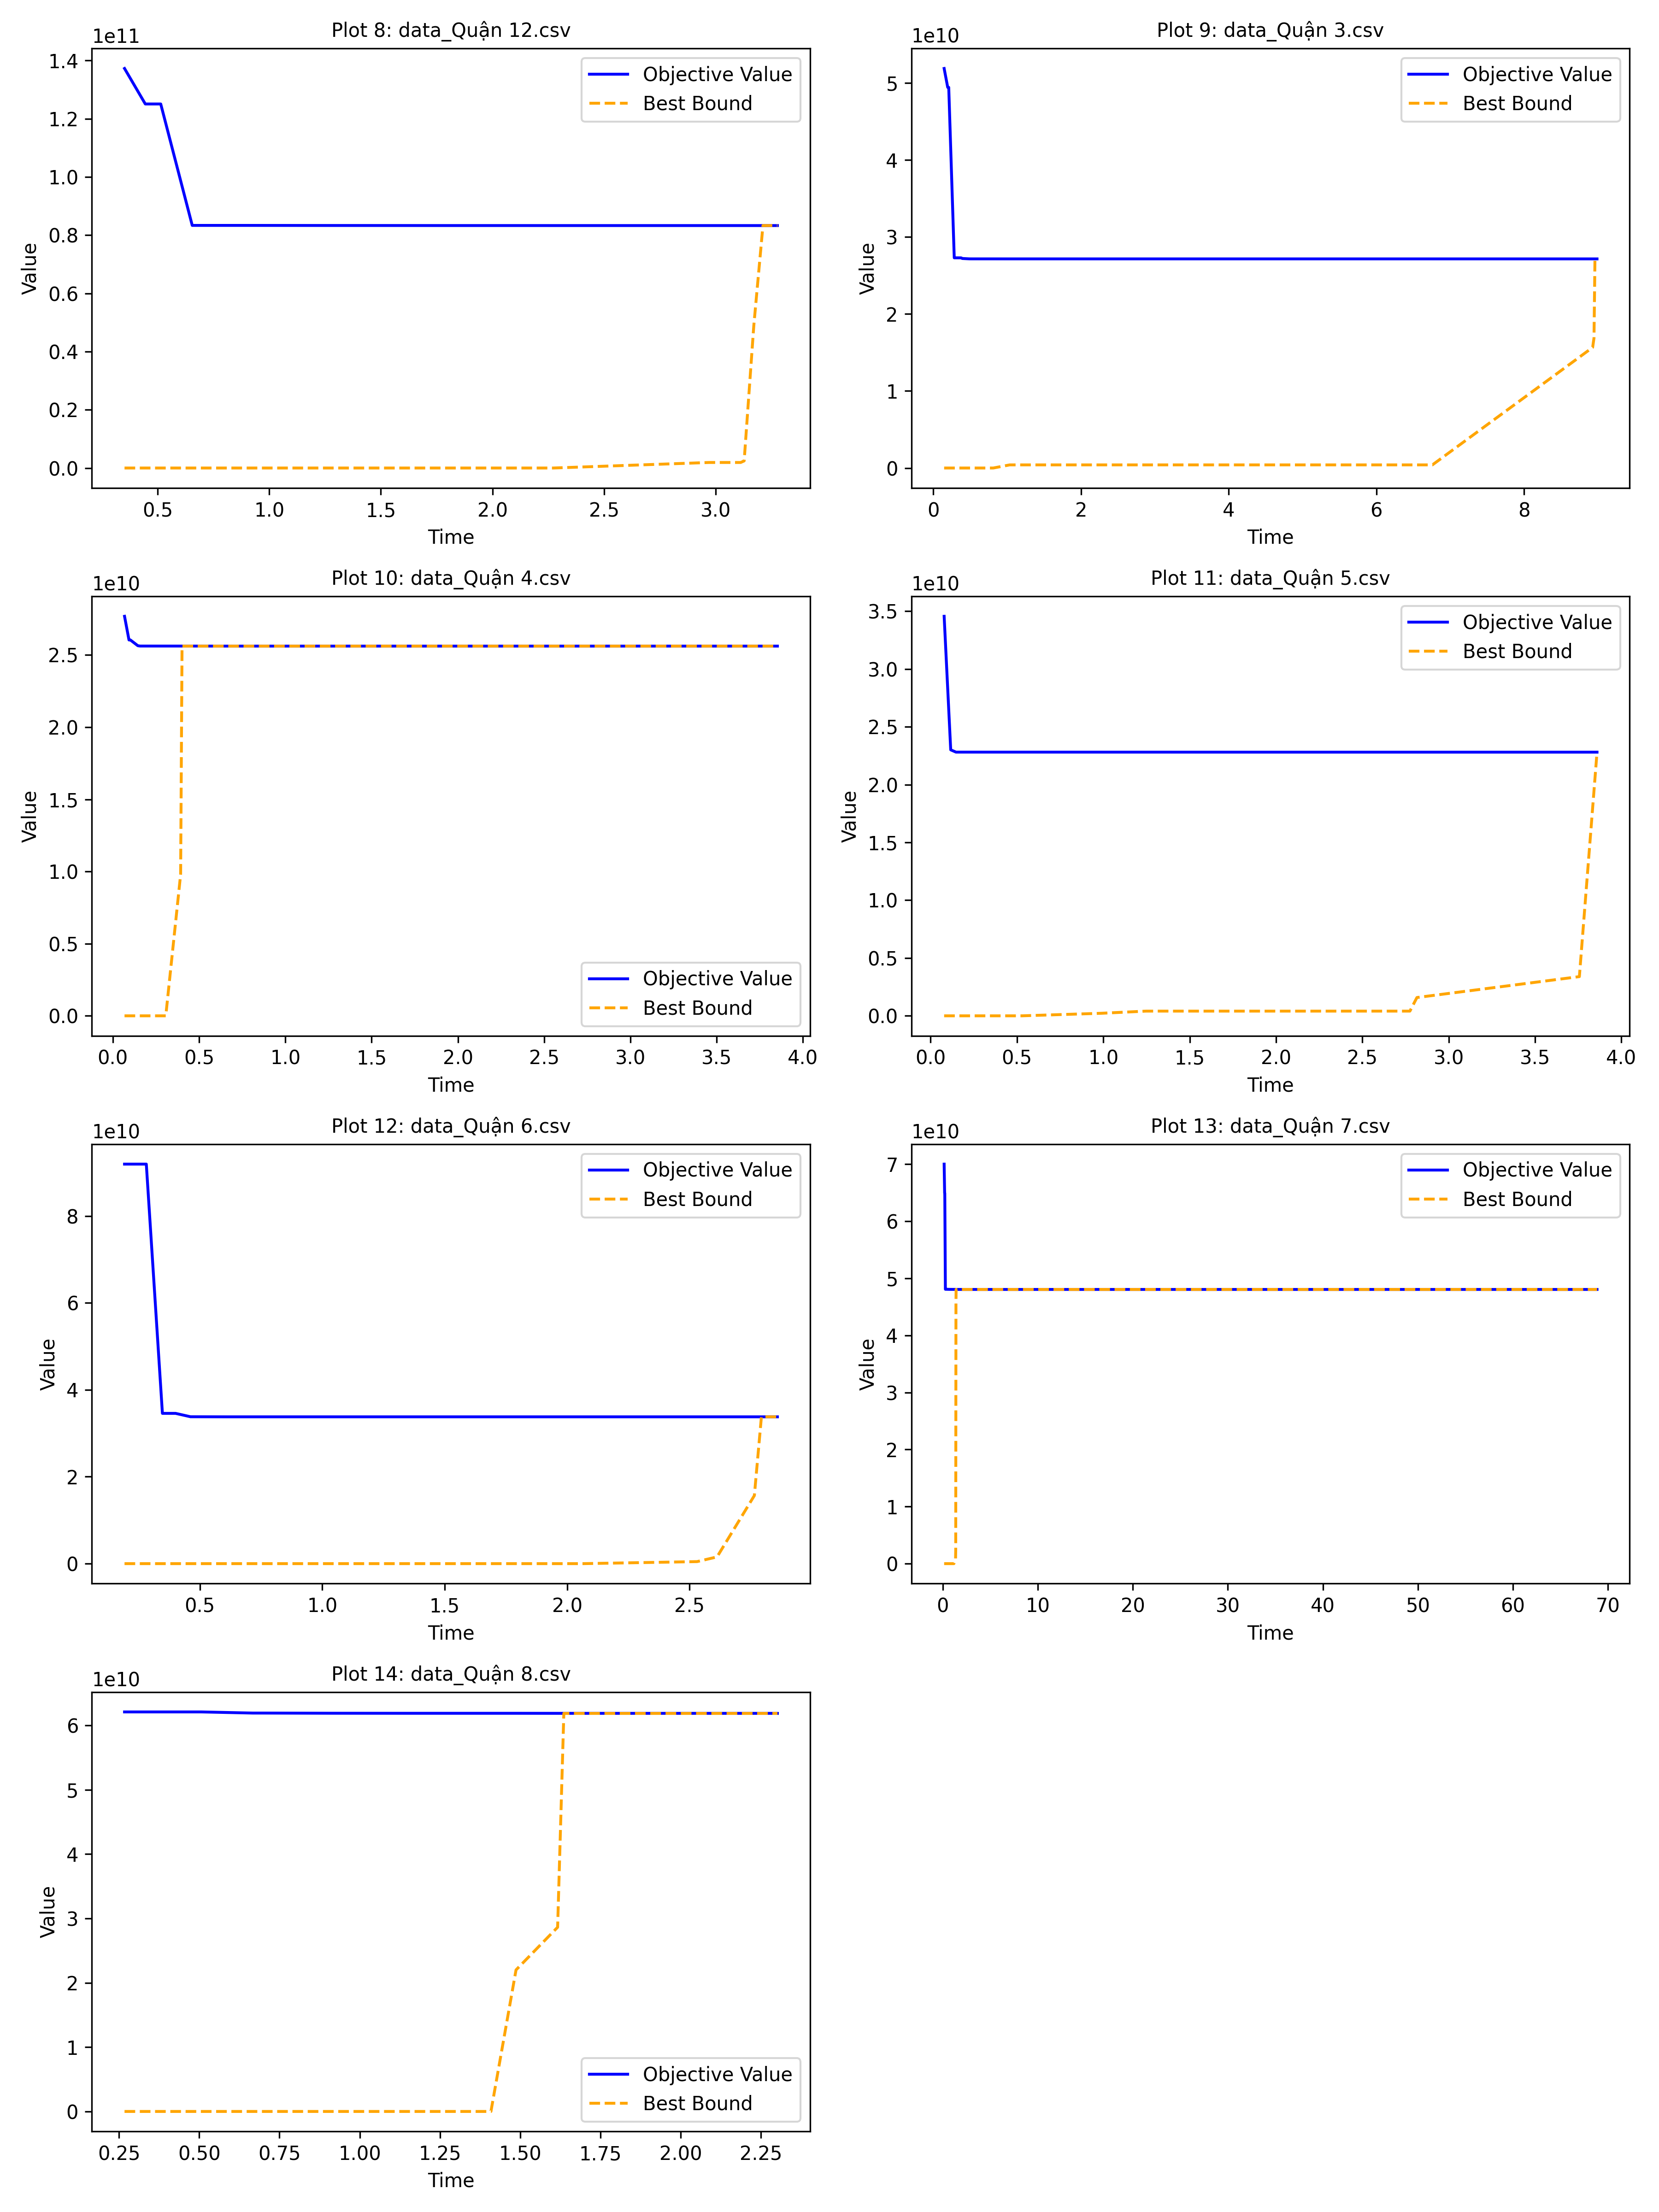 Plot 8: data_Quận 12.csv
1e11
1.4
1.2
1.0
0.8
0.6
0.4
0.2
0.0
Value
Objective Value
Best Bound
0.5 1.0 1.5 2.0 2.5 3.0
Time
Plot 9: data_Quận 3.csv
1e10
5
4
3
2
1
0
Value
Objective Value
Best Bound
0 2 4 6 8
Time
Plot 10: data_Quận 4.csv
1e10
2.5
2.0
1.5
1.0
0.5
0.0
Value
Objective Value
Best Bound
0.0 0.5 1.0 1.5 2.0 2.5 3.0 3.5 4.0
Time
Plot 11: data_Quận 5.csv
1e10
3.5
3.0
2.5
2.0
1.5
1.0
0.5
0.0
Value
Objective Value
Best Bound
0.0 0.5 1.0 1.5 2.0 2.5 3.0 3.5 4.0
Time
Plot 12: data_Quận 6.csv
1e10
8
6
4
2
0
Value
Objective Value
Best Bound
0.5 1.0 1.5 2.0 2.5
Time
Plot 13: data_Quận 7.csv
1e10
7
6
5
4
3
2
1
0
Value
Objective Value
Best Bound
0 10 20 30 40 50 60 70
Time
Plot 14: data_Quận 8.csv
1e10
6
5
4
3
2
1
0
Value
Objective Value
Best Bound
0.25 0.50 0.75 1.00 1.25 1.50 1.75 2.00 2.25
Time